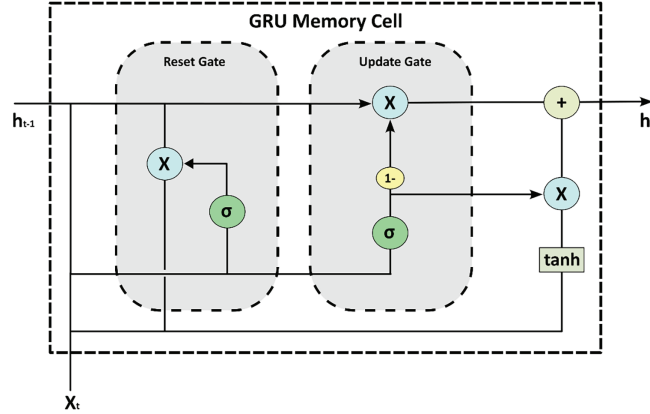 GRU Memory Cell
Reset Gate
Update Gate
X
+
ht-1
h
X
1-
X
σ
σ
tanh
Xt